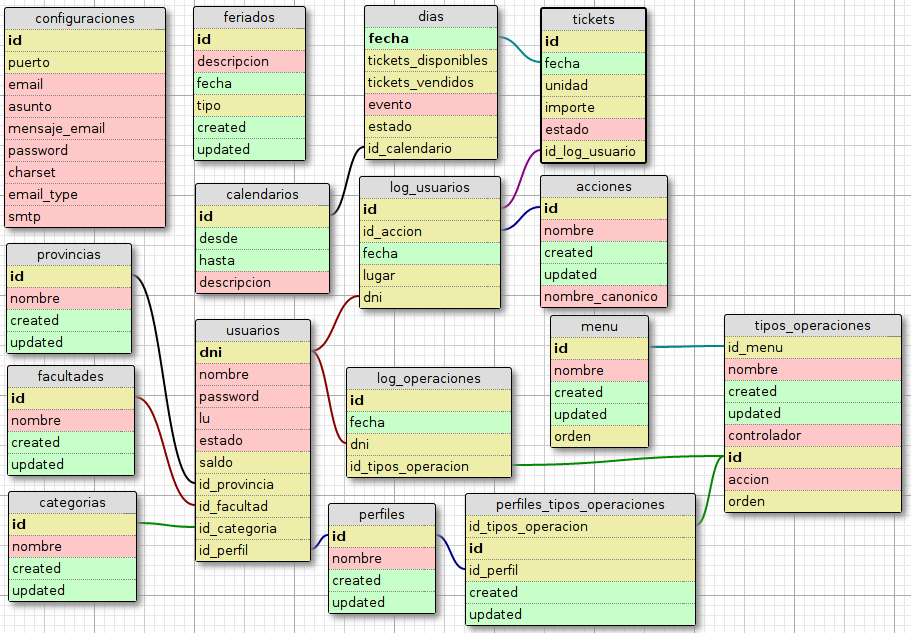 configuraciones
id
puerto
email
asunto
mensaje_email
password
charset
email_type
smtp
feriados
id
descripcion
fecha
tipo
created
updated
dias
fecha
tickets_disponibles
tickets_vendidos
evento
estado
id_calendario
tickets
id
fecha
unidad
importe
estado
id_log_usuario
calendarios
id
desde
hasta
descripcion
log_usuarios
id
id_accion
fecha
lugar
dni
acciones
id
nombre
created
updated
nombre_canonico
provincias
id
nombre
created
updated
usuarios
dni
nombre
password
lu
estado
saldo
id_provincia
id_facultad
id_categoria
id_perfil
menu
id
nombre
created
updated
orden
tipos_operaciones
id_menu
nombre
created
updated
controlador
id
accion
orden
facultades
id
nombre
created
updated
log_operaciones
id
fecha
dni
id_tipos_operacion
categorias
id
nombre
created
updated
perfiles
id
nombre
created
updated
perfiles_tipos_operaciones
id_tipos_operacion
id
id_perfil
created
updated